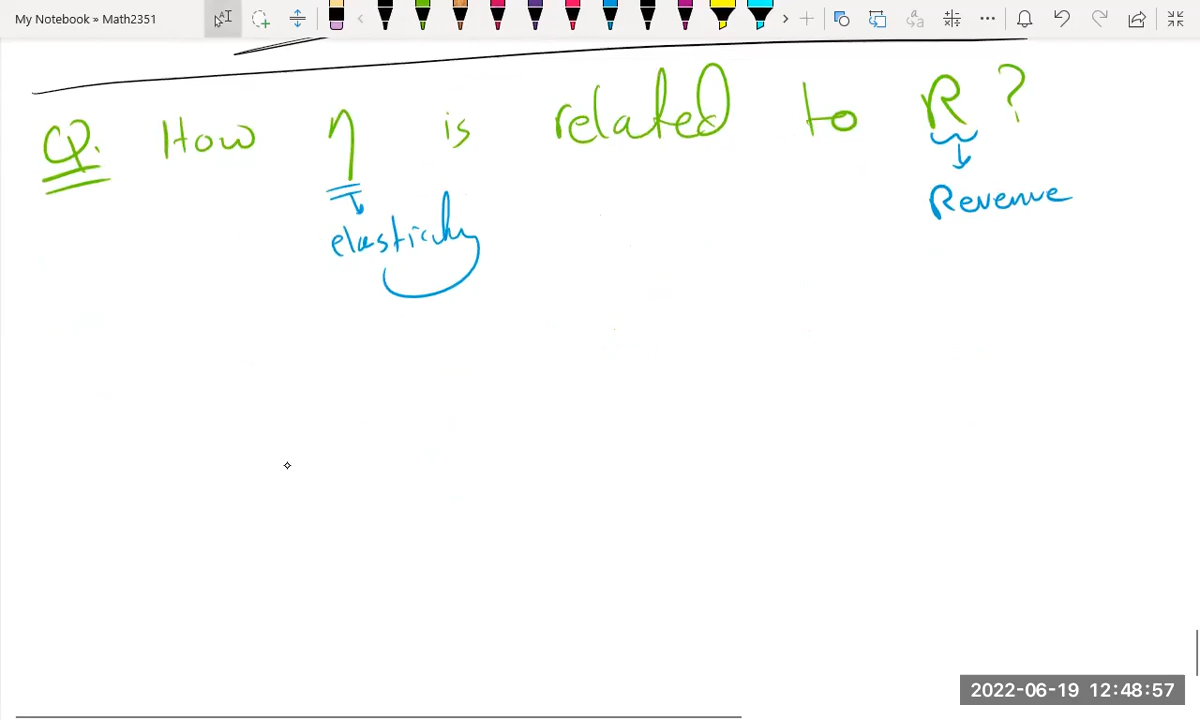 My Notebook » Math2351
Q. How η is related to R?
elasticity
Revenue
2022-06-19 12:48:57